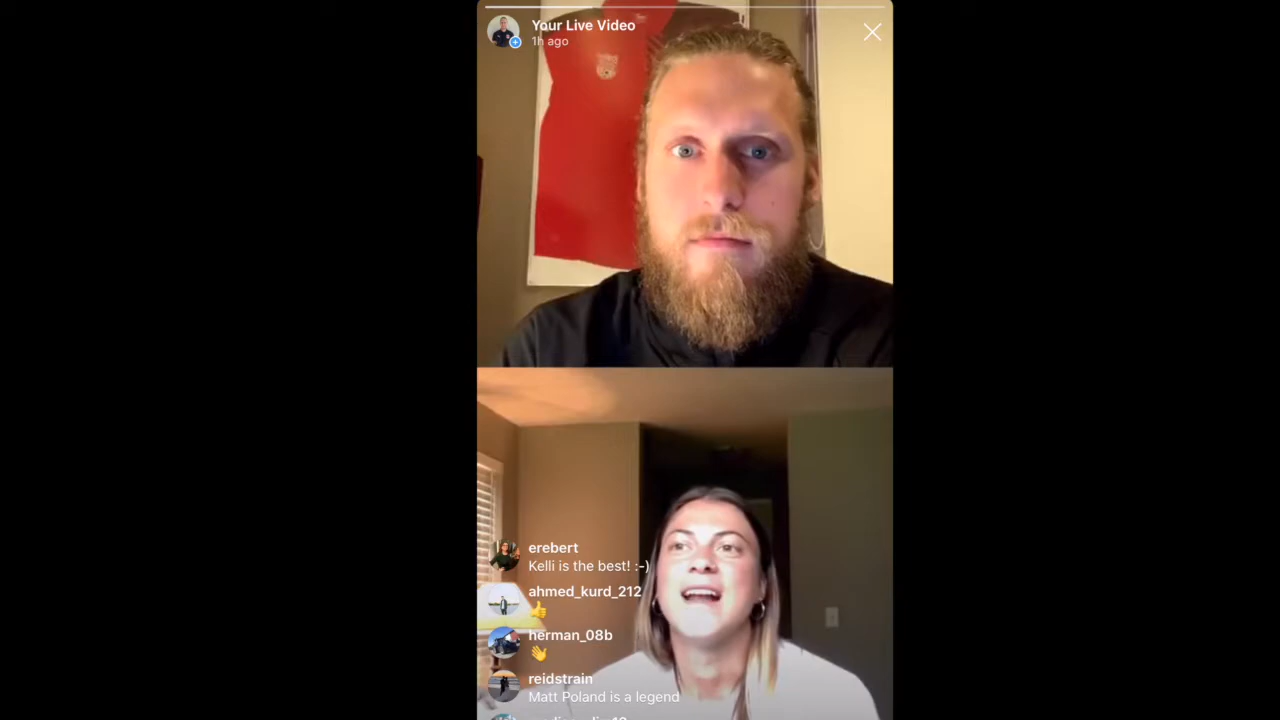 Your Live Video
1h ago
erebert
Kelli is the best! :-)
ahmed_kurd_212
👍
herman_08b
👋
reidstrain
Matt Poland is a legend